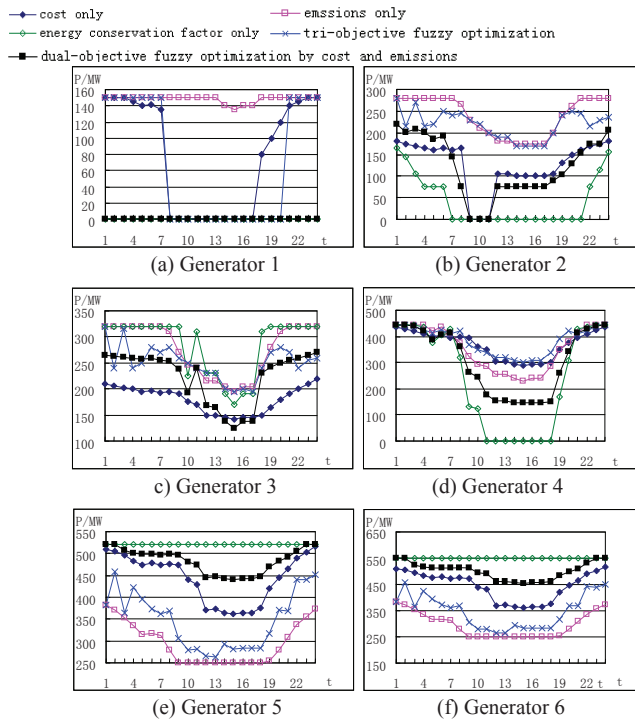 cost only emssions only
energy conservation factor only tri-objective fuzzy optimization
dual-objective fuzzy optimization by cost and emissions
P/MW
160
140
120
100
80
60
40
20
0
1 4 7 10 13 16 19 22 t
(a) Generator 1
P/MW
300
250
200
150
100
50
0
1 4 7 10 13 16 19 22 t
(b) Generator 2
P/MW
350
300
250
200
150
100
1 4 7 10 13 16 19 22 t
c) Generator 3
P/MW
500
400
300
200
100
0
1 4 7 10 13 16 19 22 t
(d) Generator 4
P/MW
550
500
450
400
350
300
250
1 4 7 10 13 16 19 22 t
(e) Generator 5
P/MW
650
550
450
350
250
150
1 4 7 10 13 16 19 22 t
(f) Generator 6